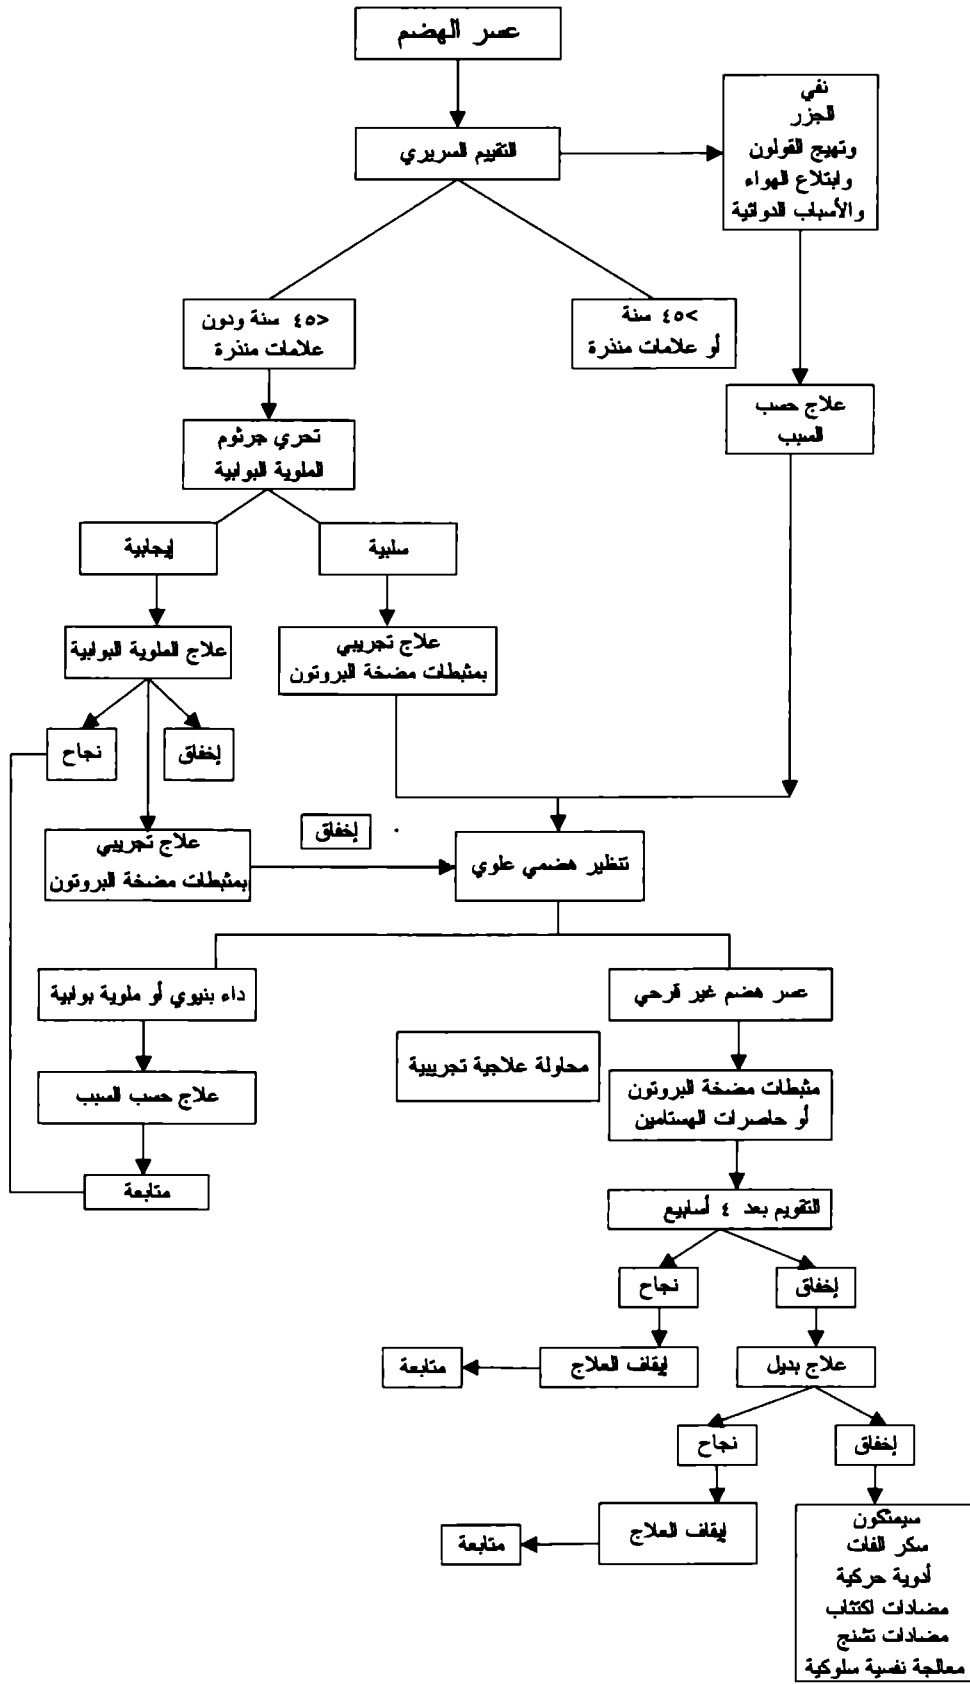 عسر الهضم
التقييم السريري
نفي
الجزر
وتهيج القولون
وابتلاع الهواء
والأسباب الدوائية
>٤٥ سنة
أو علامات منذرة
<٤٥ سنة ودون
علامات منذرة
علاج حسب
السبب
تحري جرثوم
الملوية البوابية
سلبية
إيجابية
علاج تجريبي
بمثبطات مضخة البروتون
علاج الملوية البوابية
إخفاق
نجاح
إخفاق
علاج تجريبي
بمثبطات مضخة البروتون
تنظير هضمي علوي
عسر هضم غير قرحي
داء بنيوي أو ملوية بوابية
محاولة علاجية تجريبية
مثبطات مضخة البروتون
أو حاصرات الهستامين
علاج حسب السبب
متابعة
التقويم بعد ٤ أسابيع
إخفاق
نجاح
علاج بديل
إيقاف العلاج
متابعة
إخفاق
نجاح
إيقاف العلاج
متابعة
سيمتكون
سكر الفات
أدوية حركية
مضادات اكتئاب
مضادات تشنج
معالجة نفسية سلوكية